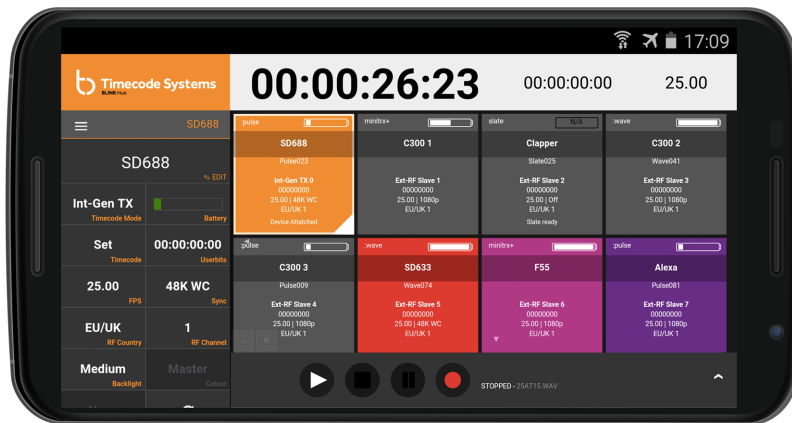 17:09
Timecode Systems
BLINK Hub
00:00:26:23
00:00:00:00
25.00
SD688
SD688
EDIT
Int-Gen TX
Timecode Mode
Battery
Set
Timecode
00:00:00:00
Userbits
25.00
FPS
48K WC
Sync
EU/UK
RF Country
1
RF Channel
Medium
Backlight
Master
Colour
:pulse
SD688
Pulse023
Int-Gen TX 0
00000000
25.00 | 48K WC
EU/UK 1
Device Attatched
minitrx+
C300 1
Ext-RF Slave 1
00000000
25.00 | 1080p
EU/UK 1
slate
N/A
Clapper
Slate025
Ext-RF Slave 2
00000000
25.00 | Off
EU/UK 1
Slate ready
:wave
C300 2
Wave041
Ext-RF Slave 3
00000000
25.00 | 1080p
EU/UK 1
:pulse
C300 3
Pulse009
Ext-RF Slave 4
00000000
25.00 | 1080p
EU/UK 1
:wave
SD633
Wave074
Ext-RF Slave 5
00000000
25.00 | 48K WC
EU/UK 1
minitrx+
F55
Ext-RF Slave 6
00000000
25.00 | 1080p
EU/UK 1
:pulse
Alexa
Pulse081
Ext-RF Slave 7
00000000
25.00 | 1080p
EU/UK 1
STOPPED - 25AT15.WAV